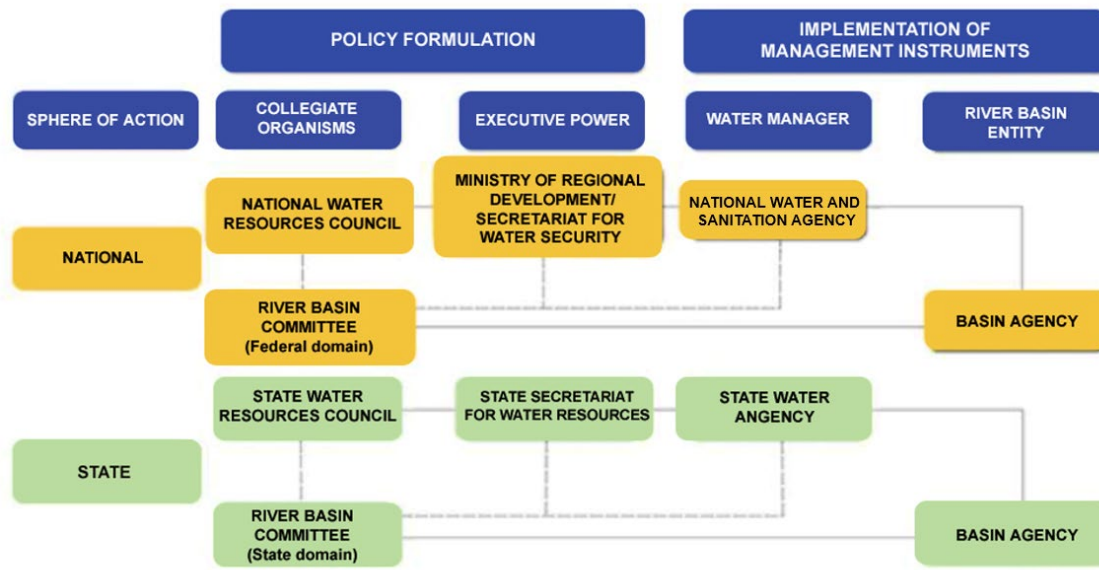 POLICY FORMULATION
IMPLEMENTATION OF
MANAGEMENT INSTRUMENTS
SPHERE OF ACTION
COLLEGIATE
ORGANISMS
EXECUTIVE POWER
WATER MANAGER
RIVER BASIN
ENTITY
NATIONAL
NATIONAL WATER
RESOURCES COUNCIL
MINISTRY OF REGIONAL
DEVELOPMENT/
SECRETARIAT FOR
WATER SECURITY
NATIONAL WATER AND
SANITATION AGENCY
RIVER BASIN
COMMITTEE
(Federal domain)
BASIN AGENCY
STATE
STATE WATER
RESOURCES COUNCIL
STATE SECRETARIAT
FOR WATER RESOURCES
STATE WATER
ANGENCY
RIVER BASIN
COMMITTEE
(State domain)
BASIN AGENCY